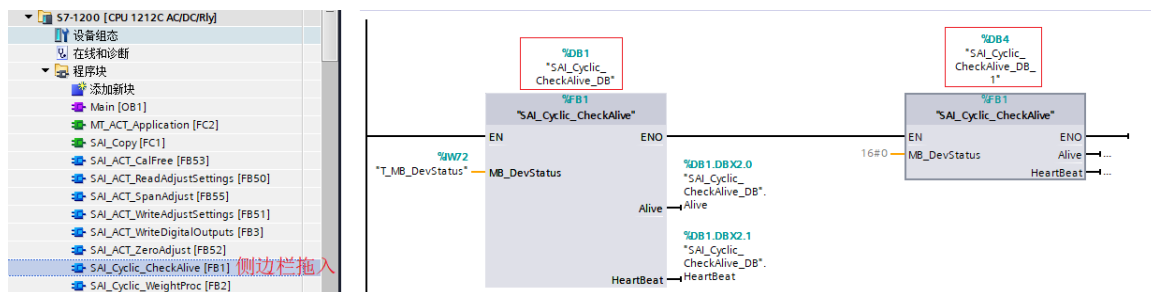 S7-1200 [CPU 1212C AC/DC/Rly]
设备组态
在线和诊断
程序块
添加新块
Main [OB1]
MT_ACT_Application [FC2]
SAI_Copy [FC1]
SAI_ACT_CalFree [FB53]
SAI_ACT_ReadAdjustSettings [FB50]
SAI_ACT_SpanAdjust [FB55]
SAI_ACT_WriteAdjustSettings [FB51]
SAI_ACT_WriteDigitalOutputs [FB3]
SAI_ACT_ZeroAdjust [FB52]
SAI_Cyclic_CheckAlive [FB1] 侧边栏拖入
SAI_Cyclic_WeightProc [FB2]
%DB1
"SAI_Cyclic_
CheckAlive_DB"
%FB1
"SAI_Cyclic_CheckAlive"
EN ENO
%IW72
"T_MB_DevStatus" MB_DevStatus
%DB1.DBX2.0
"SAI_Cyclic_
CheckAlive_DB".
Alive Alive
%DB1.DBX2.1
"SAI_Cyclic_
CheckAlive_DB".
HeartBeat HeartBeat
%DB4
"SAI_Cyclic_
CheckAlive_DB_
1"
%FB1
"SAI_Cyclic_CheckAlive"
EN ENO
16#0 MB_DevStatus Alive ...
HeartBeat ...